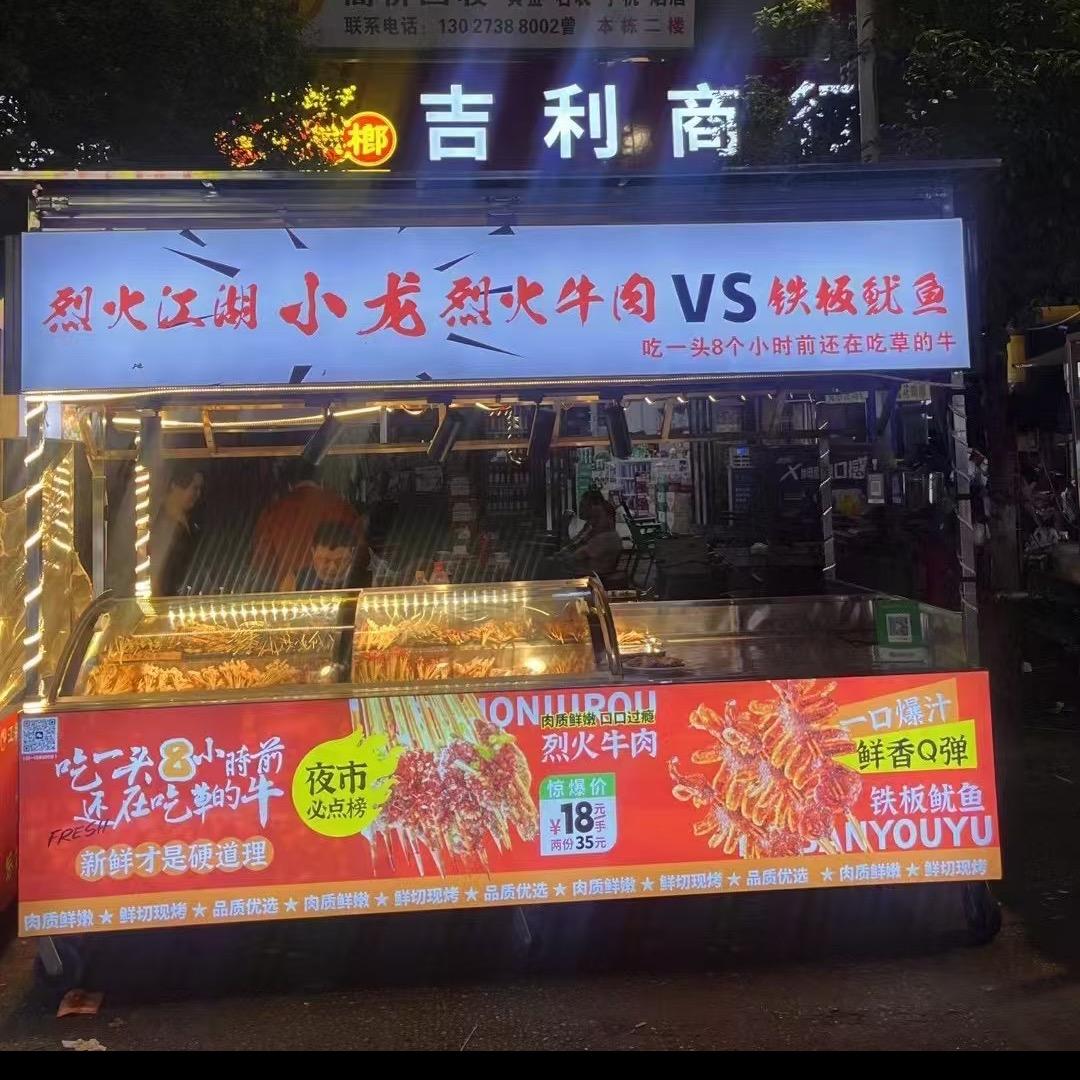 联系电话：130 2738 8002曾 本栋二楼
榔
吉利商行
烈火江湖 小龙烈火牛肉VS铁板鱿鱼
吃一头8个小时前还在吃草的牛
吃一头8小時前
还在吃草的牛
FRESH
新鲜才是硬道理
夜市
必点榜
肉质鲜嫩 口口过瘾
烈火牛肉
惊爆价
¥18元/手
两份35元
一口爆汁
鲜香Q弹
铁板鱿鱼
ANYOUYU
肉质鲜嫩 ★ 鲜切现烤 ★ 品质优选 ★ 肉质鲜嫩 ★ 鲜切现烤 ★ 品质优选 ★ 肉质鲜嫩 ★ 鲜切现烤 ★ 品质优选 ★ 肉质鲜嫩 ★ 鲜切现烤 ★